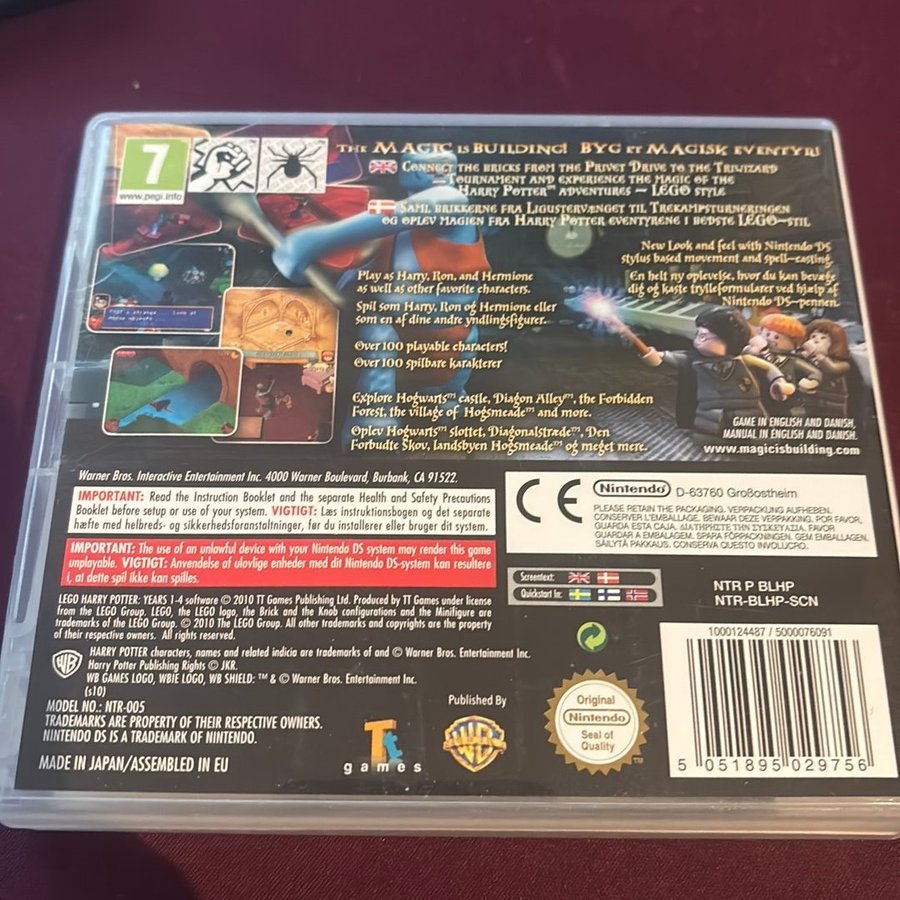 7
www.pegi.info
THE MAGIC IS BUILDING! BYG ET MAGISK EVENTYR!
CONNECT THE BRICKS FROM THE PRIVET DRIVE TO THE TRIWIZARD
TOURNAMENT AND EXPERIENCE THE MAGIC OF THE
HARRY POTTER™ ADVENTURES – LEGO STYLE
SAML BRIKKERNE FRA LIGUSTERVÆNGET TIL TREKAMPSTURNERINGEN
OG OPLEV MAGIEN FRA HARRY POTTER EVENTYRENE I BEDSTE LEGO-STIL
New Look and feel with Nintendo DS
stylus based movement and spell-casting.
En helt ny oplevelse, hvor du kan bevæge
dig og kaste trylleformularer ved hjælp af
Nintendo DS-pennen.
Play as Harry, Ron, and Hermione
as well as other favorite characters.
Spil som Harry, Ron og Hermione eller
som en af dine andre yndlingsfigurer.
Over 100 playable characters!
Over 100 spilbare karakterer
Explore Hogwarts™ castle, Diagon Alley™, the Forbidden
Forest, the village of Hogsmeade™ and more.
Oplev Hogwarts™ slottet, Diagonalstræde™, Den
Forbudte Skov, landsbyen Hogsmeade™ og meget mere.
GAME IN ENGLISH AND DANISH.
MANUAL IN ENGLISH AND DANISH.
www.magicisbuilding.com
Warner Bros. Interactive Entertainment Inc. 4000 Warner Boulevard, Burbank, CA 91522.
IMPORTANT: Read the Instruction Booklet and the separate Health and Safety Precautions
Booklet before setup or use of your system. VIGTIGT: Læs instruktionsbogen og det separate
hæfte med helbreds- og sikkerhedsforanstaltninger, før du installerer eller bruger dit system.
IMPORTANT: The use of an unlawful device with your Nintendo DS system may render this game
unplayable. VIGTIGT: Anvendelse af ulovlige enheder med dit Nintendo DS-system kan resultere
i, at dette spil ikke kan spilles.
CE
Nintendo D-63760 Großostheim
PLEASE RETAIN THE PACKAGING. VERPACKUNG AUFHEBEN.
CONSERVER L'EMBALLAGE. BEWAAR DEZE VERPAKKING. POR FAVOR,
GUARDA ESTA CAJA. ΔΙΑΤΗΡΗΣΤΕ ΤΗΝ ΣΥΣΚΕΥΑΣΙΑ. PER FAVORE
GUARDAR A EMBALAGEM. SPARA FÖRPACKNINGEN. GEM EMBALLAGEN.
SÄILYTÄ PAKKAUS. CONSERVA QUESTO INVOLUCRO.
Screentext:
Quickstart In:
NTR P BLHP
NTR-BLHP-SCN
LEGO HARRY POTTER: YEARS 1-4 software © 2010 TT Games Publishing Ltd. Produced by TT Games under license
from the LEGO Group. LEGO, the LEGO logo, the Brick and the Knob configurations and the Minifigure are
trademarks of the LEGO Group. © 2010 The LEGO Group. All other trademarks and copyrights are the property
of their respective owners. All rights reserved.
HARRY POTTER characters, names and related indicia are trademarks of and © Warner Bros. Entertainment Inc.
Harry Potter Publishing Rights © JKR.
WB GAMES LOGO, WBIE LOGO, WB SHIELD: ™ & © Warner Bros. Entertainment Inc.
(s10)
MODEL NO.: NTR-005
TRADEMARKS ARE PROPERTY OF THEIR RESPECTIVE OWNERS.
NINTENDO DS IS A TRADEMARK OF NINTENDO.
MADE IN JAPAN/ASSEMBLED IN EU
Tt
games
Published By
WARNER BROS
Original
Nintendo
Seal of
Quality
TM
1000124487 / 5000076091
5 051895 029756